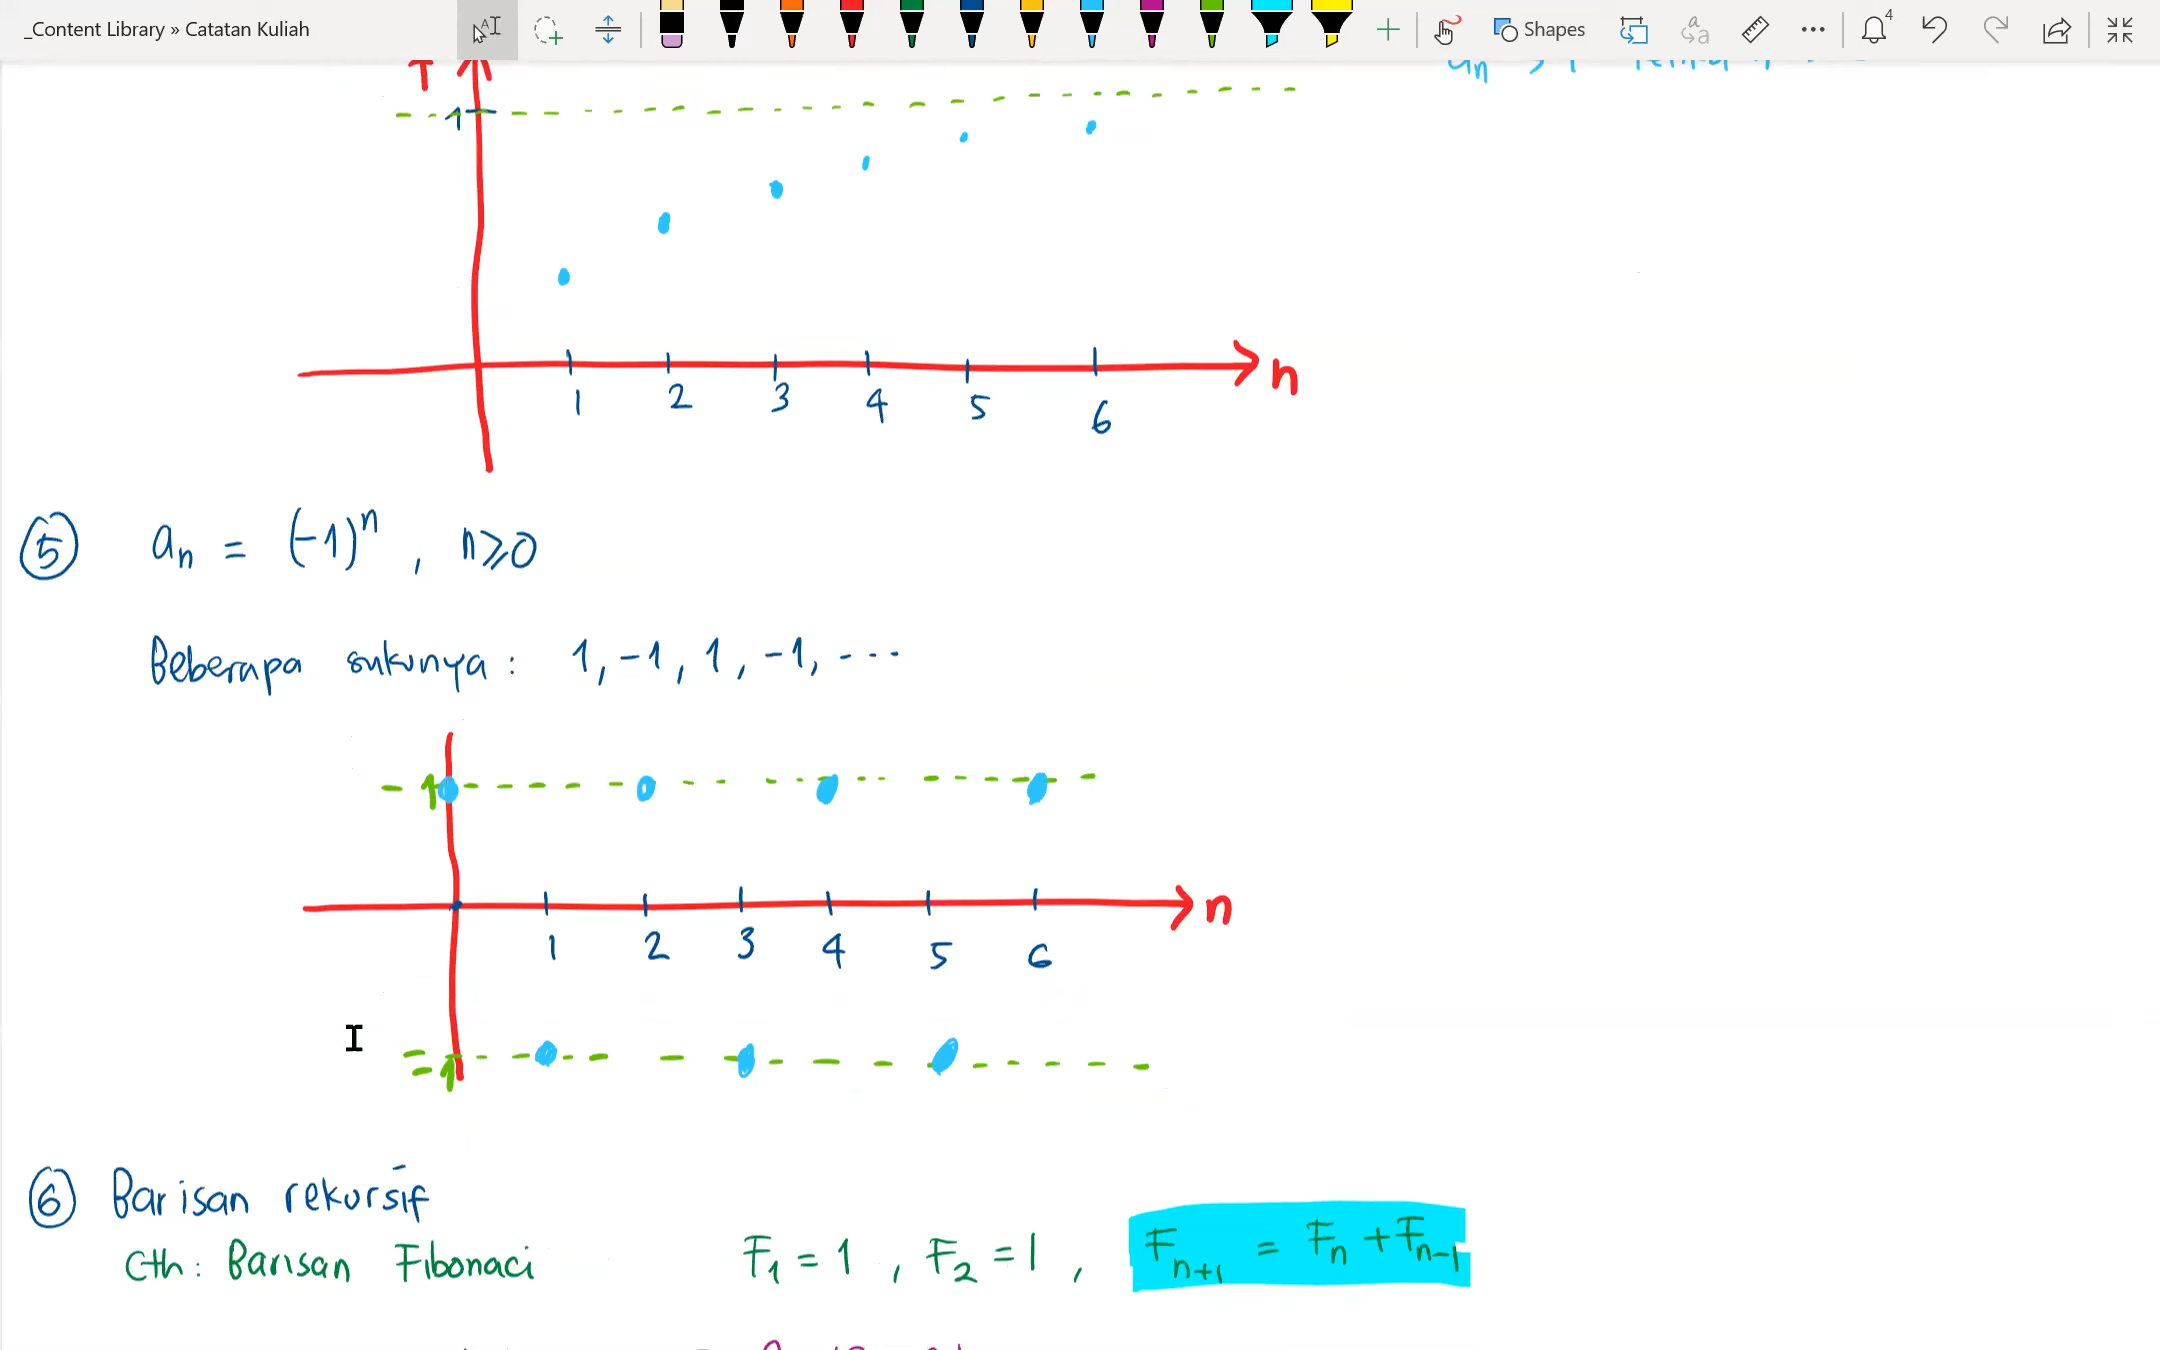 _Content Library » Catatan Kuliah
Shapes
4
1
n
1 2 3 4 5 6
⑤ aₙ = (-1)ⁿ , n≥0
Beberapa sukunya : 1, -1, 1, -1, ...
1
n
1 2 3 4 5 6
-1
⑥ Barisan rekursif
Cth : Barisan Fibonaci F₁ = 1 , F₂ = 1 , Fₙ₊₁ = Fₙ + Fₙ₋₁